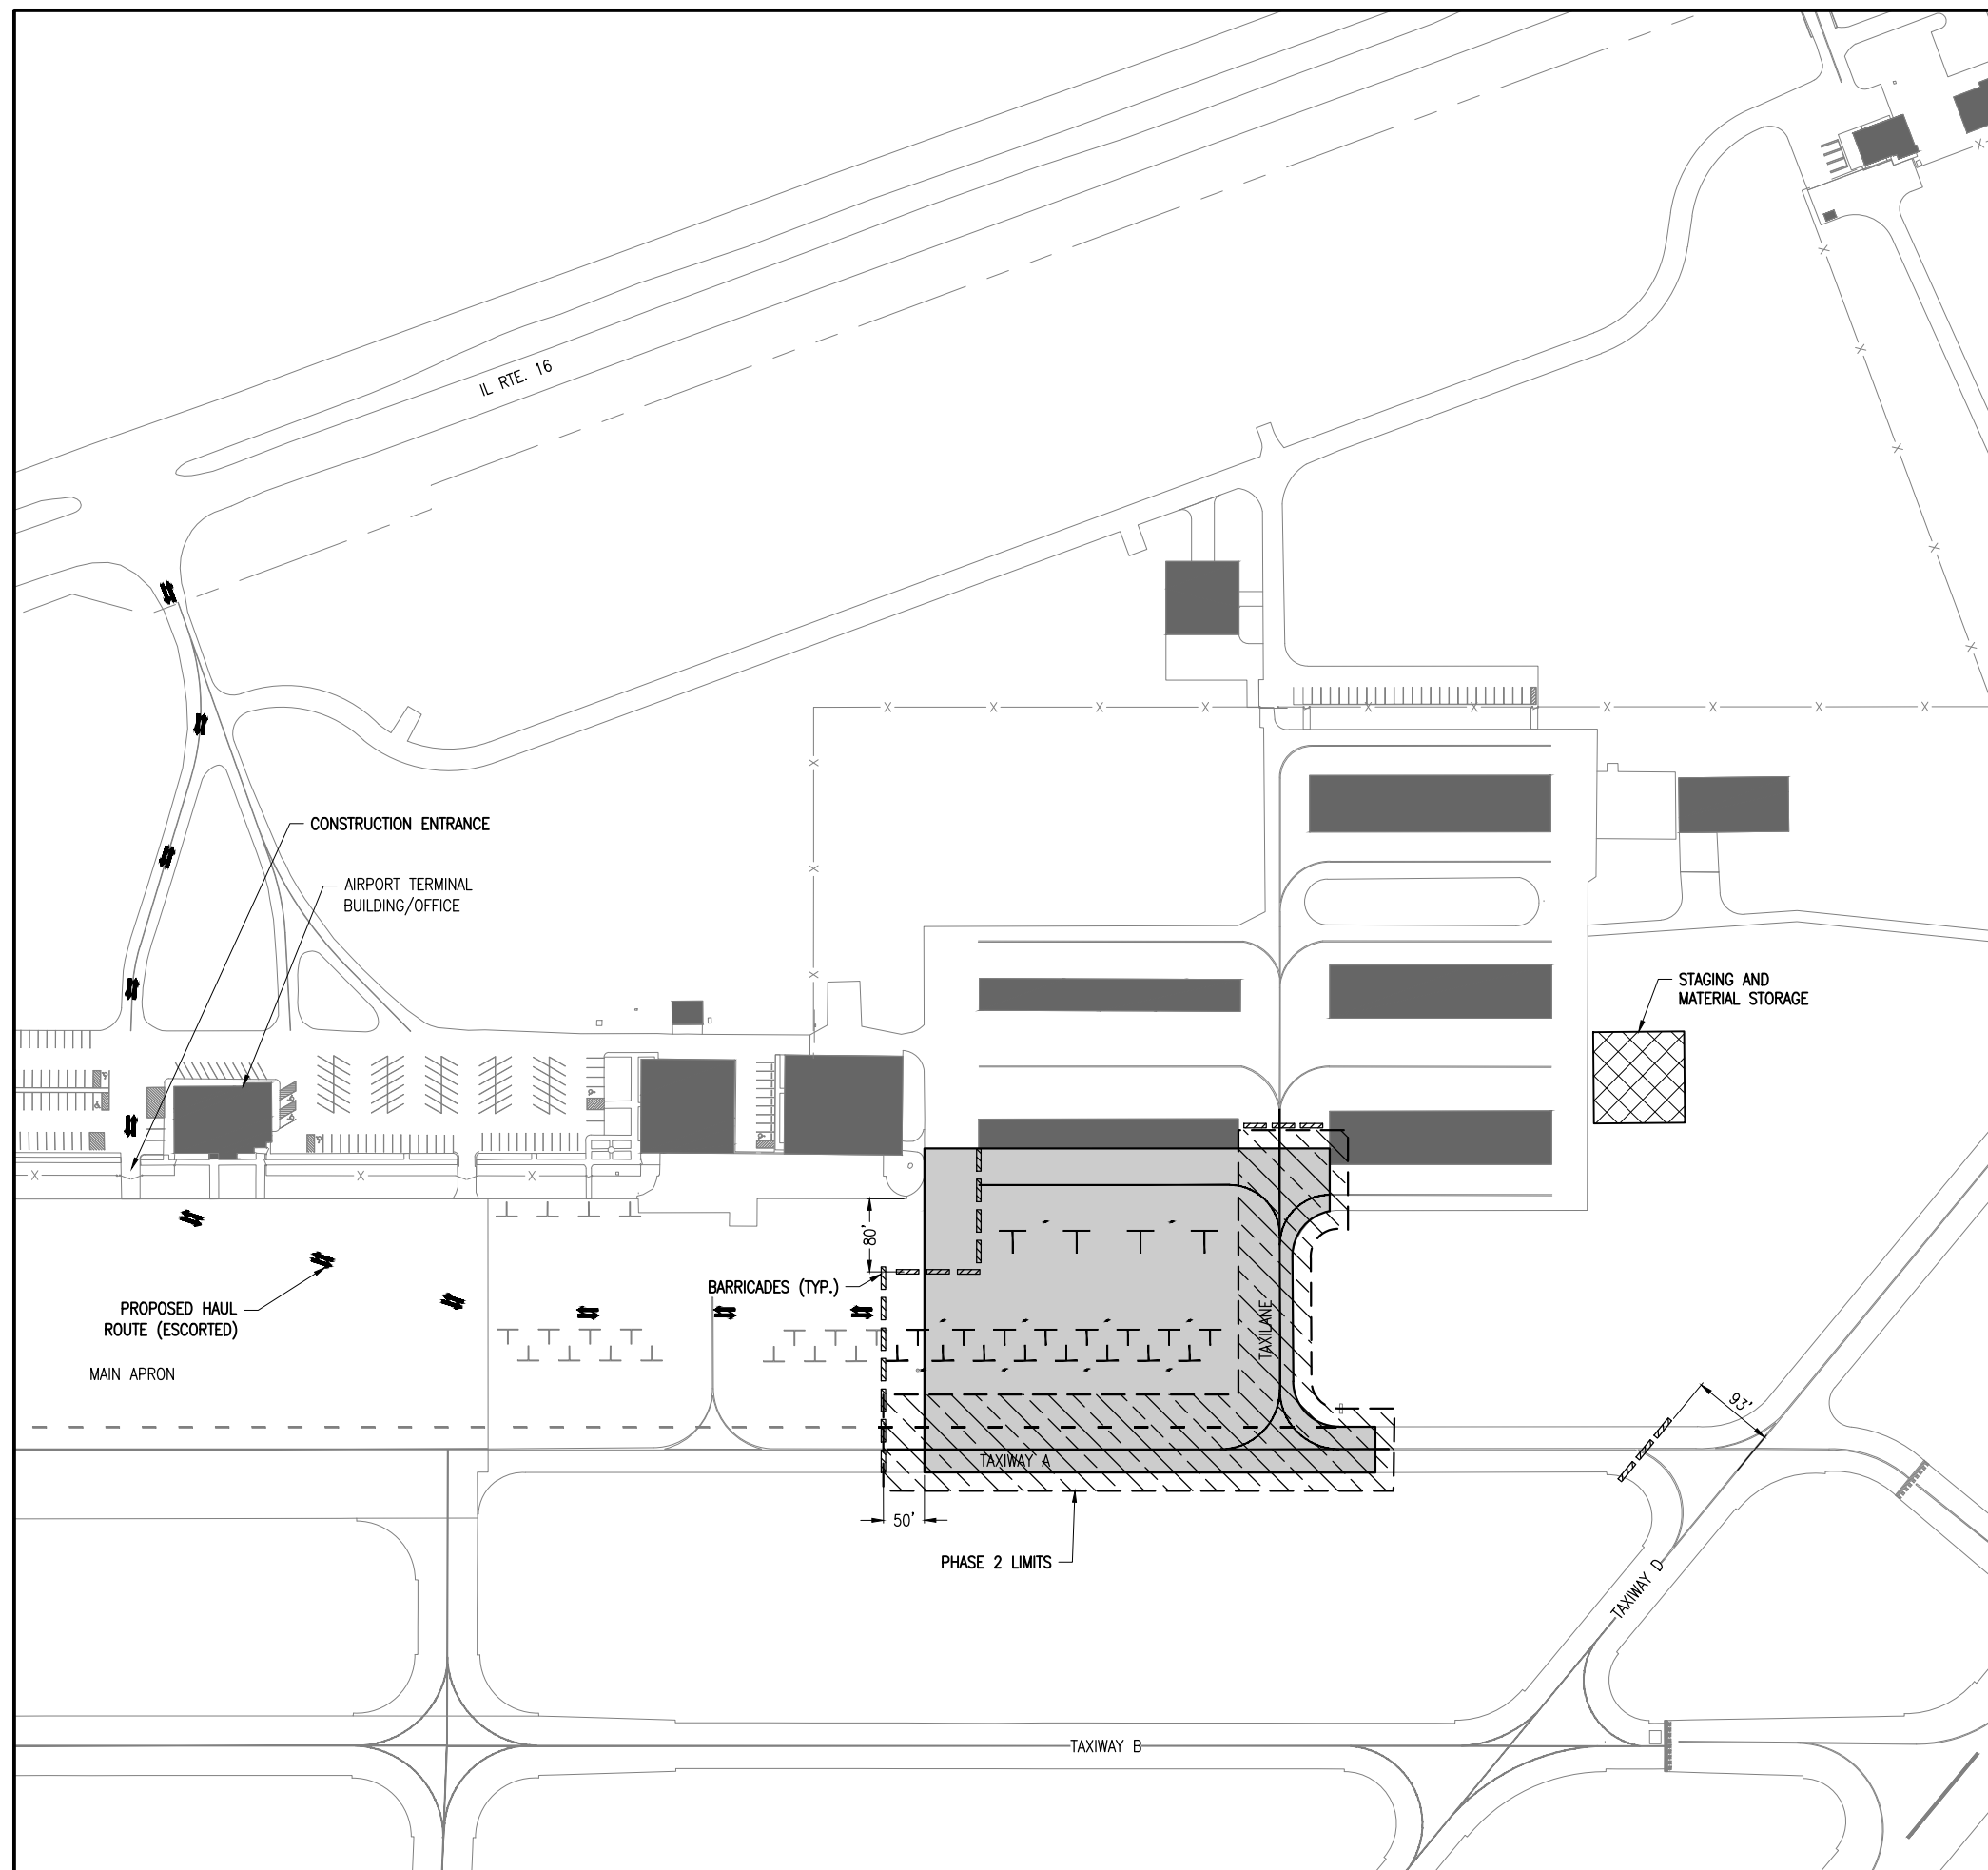 IL RTE. 16
CONSTRUCTION ENTRANCE
AIRPORT TERMINAL
BUILDING/OFFICE
STAGING AND
MATERIAL STORAGE
80'
BARRICADES (TYP.)
PROPOSED HAUL
ROUTE (ESCORTED)
MAIN APRON
TAXILANE
93'
TAXIWAY A
50'
PHASE 2 LIMITS
TAXIWAY D
TAXIWAY B